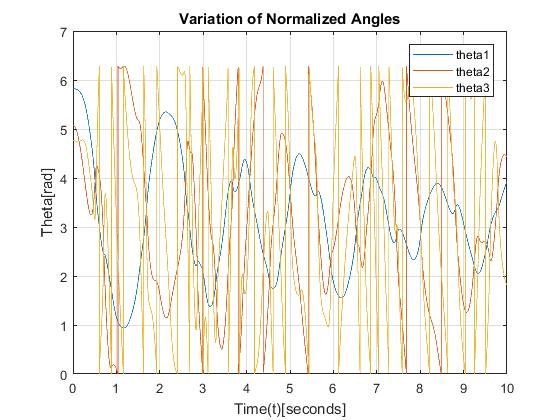 Variation of Normalized Angles
7
6
5
4
3
2
1
0
Theta[rad]
theta1
theta2
theta3
0 1 2 3 4 5 6 7 8 9 10
Time(t)[seconds]